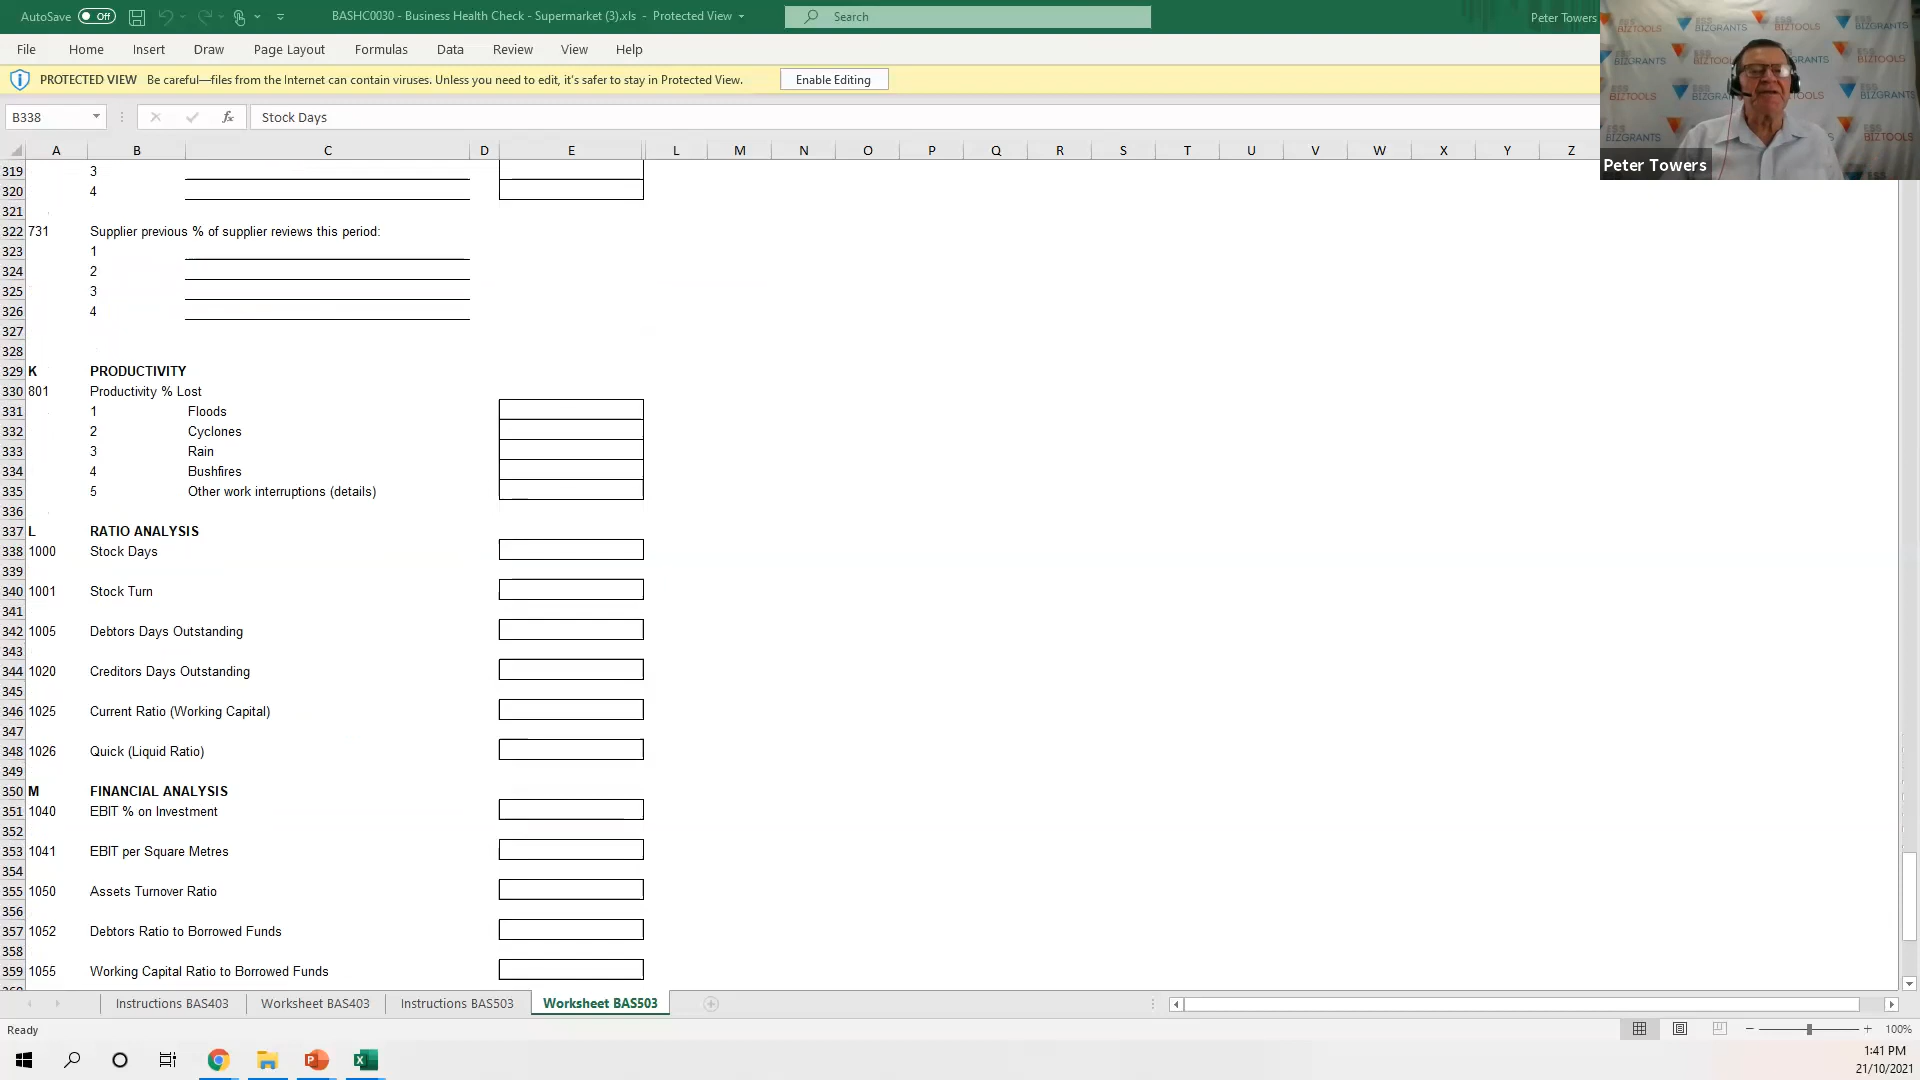 AutoSave Off BASHC0030 - Business Health Check - Supermarket (3).xls - Protected View Search Peter Towers
File Home Insert Draw Page Layout Formulas Data Review View Help
PROTECTED VIEW Be careful—files from the Internet can contain viruses. Unless you need to edit, it's safer to stay in Protected View. Enable Editing
B338 fx Stock Days
Peter Towers
A B C D E L M N O P Q R S T U V W X Y Z
319 3
320 4
321
322 731 Supplier previous % of supplier reviews this period:
323 1
324 2
325 3
326 4
327
328
329 K PRODUCTIVITY
330 801 Productivity % Lost
331 1 Floods
332 2 Cyclones
333 3 Rain
334 4 Bushfires
335 5 Other work interruptions (details)
336
337 L RATIO ANALYSIS
338 1000 Stock Days
339
340 1001 Stock Turn
341
342 1005 Debtors Days Outstanding
343
344 1020 Creditors Days Outstanding
345
346 1025 Current Ratio (Working Capital)
347
348 1026 Quick (Liquid Ratio)
349
350 M FINANCIAL ANALYSIS
351 1040 EBIT % on Investment
352
353 1041 EBIT per Square Metres
354
355 1050 Assets Turnover Ratio
356
357 1052 Debtors Ratio to Borrowed Funds
358
359 1055 Working Capital Ratio to Borrowed Funds
Instructions BAS403 Worksheet BAS403 Instructions BAS503 Worksheet BAS503
Ready 100%
1:41 PM
21/10/2021